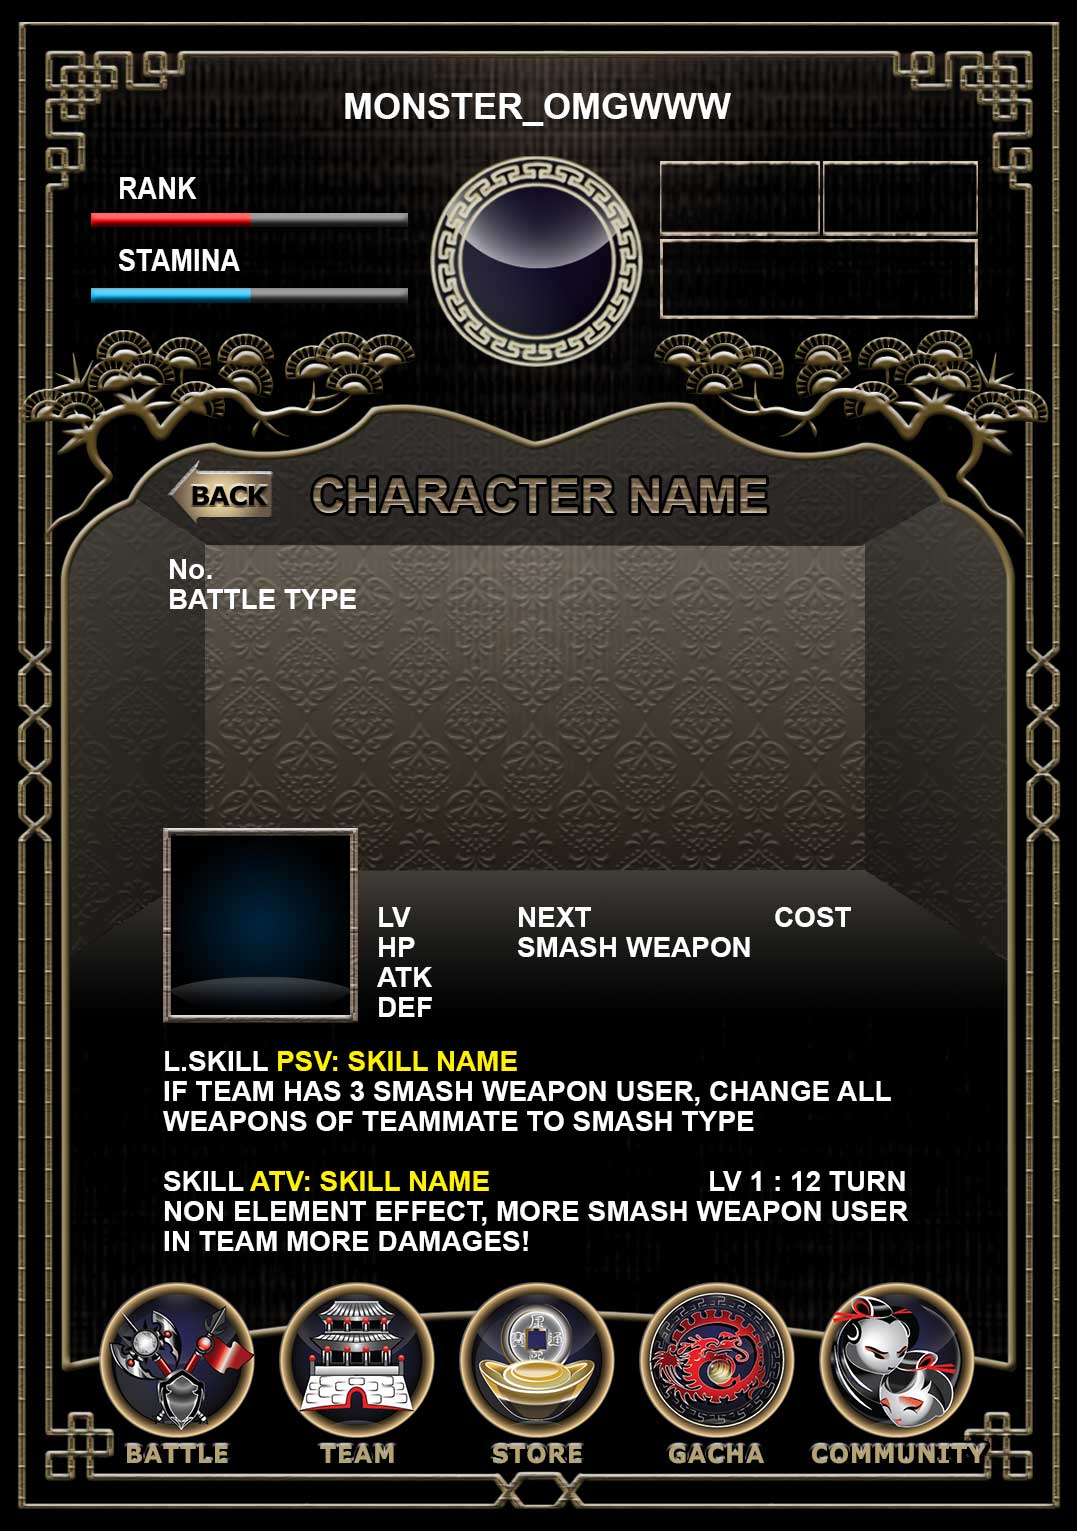 MONSTER_OMGWWW
RANK
STAMINA
BACK
CHARACTER NAME
No.
BATTLE TYPE
LV NEXT COST
HP SMASH WEAPON
ATK
DEF
L.SKILL PSV: SKILL NAME
IF TEAM HAS 3 SMASH WEAPON USER, CHANGE ALL
WEAPONS OF TEAMMATE TO SMASH TYPE
SKILL ATV: SKILL NAME LV 1 : 12 TURN
NON ELEMENT EFFECT, MORE SMASH WEAPON USER
IN TEAM MORE DAMAGES!
BATTLE TEAM STORE GACHA COMMUNITY